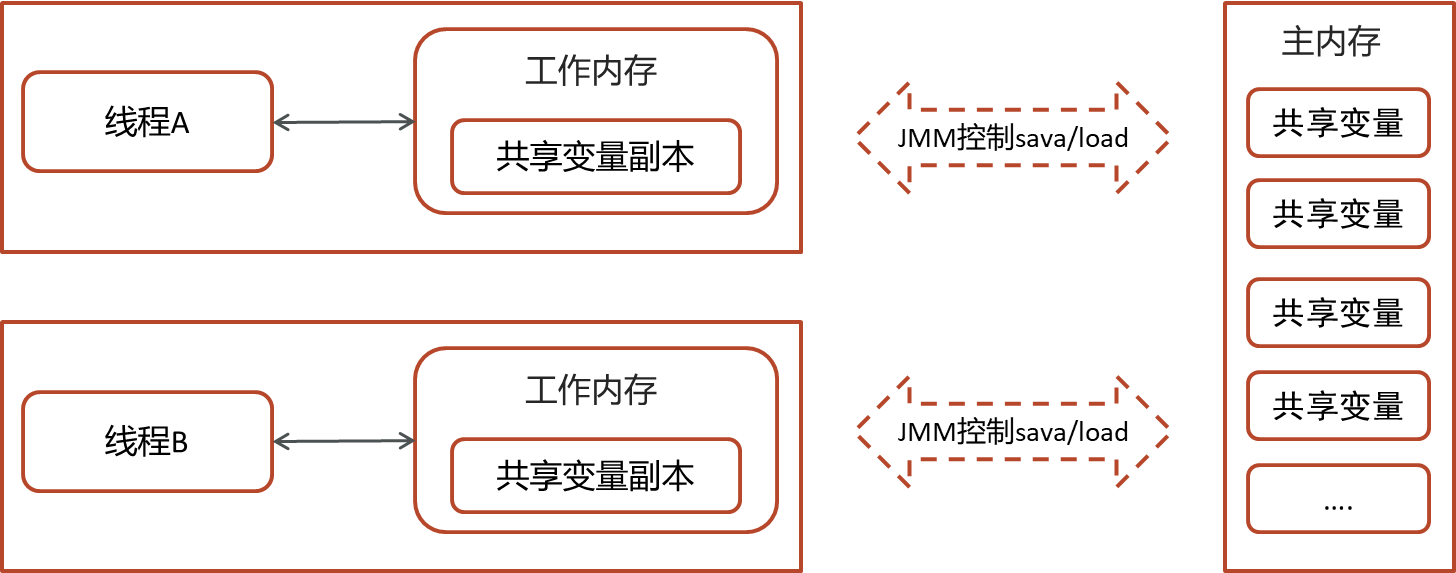 工作内存
线程A
共享变量副本
JMM控制sava/load
主内存
共享变量
共享变量
共享变量
共享变量
....
工作内存
线程B
共享变量副本
JMM控制sava/load